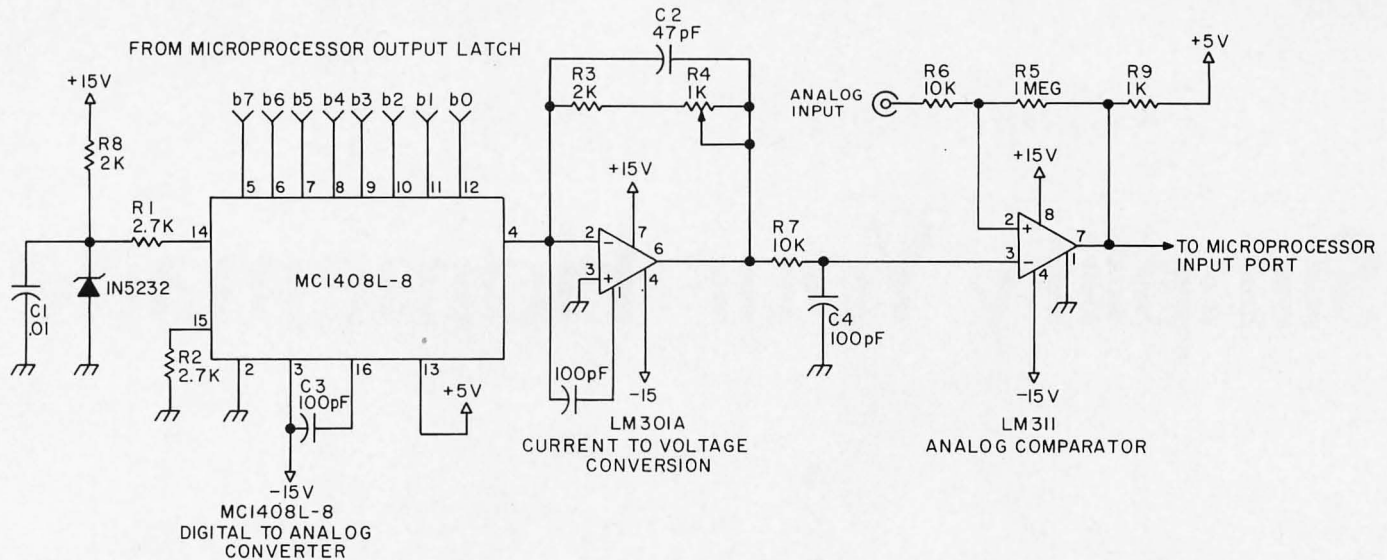 FROM MICROPROCESSOR OUTPUT LATCH
+15V
R8
2K
b7 b6 b5 b4 b3 b2 b1 b0
5 6 7 8 9 10 11 12
R1
2.7K
14
MC1408L-8
4
C1
.01
IN5232
15
R2
2.7K
2
3
16
13
C3
100pF
+5V
-15V
MC1408L-8
DIGITAL TO ANALOG
CONVERTER
C2
47pF
R3
2K
R4
1K
+15V
2
-
7
6
3
+
1
4
100pF
-15
LM301A
CURRENT TO VOLTAGE
CONVERSION
R7
10K
C4
100pF
ANALOG
INPUT
R6
10K
R5
1MEG
R9
1K
+5V
+15V
8
2
+
7
3
-
1
4
-15V
LM311
ANALOG COMPARATOR
TO MICROPROCESSOR
INPUT PORT